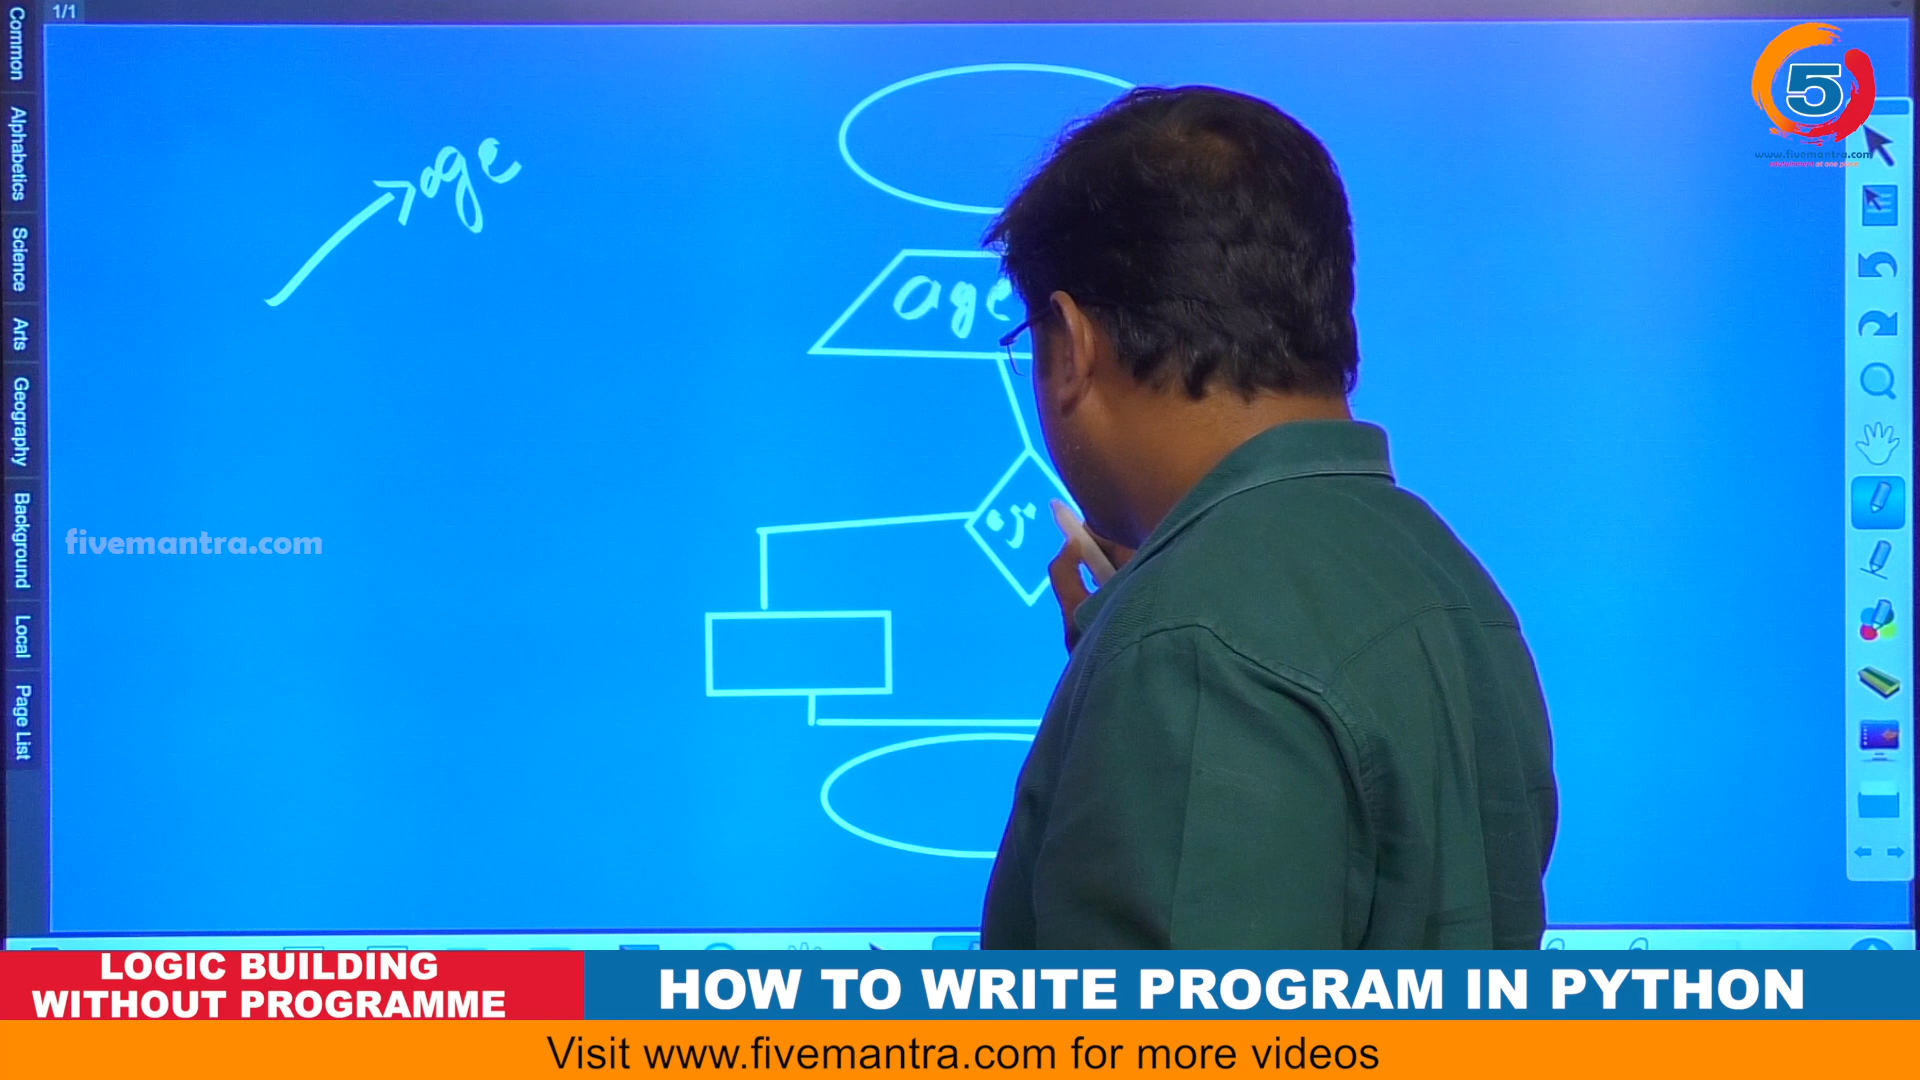 1/1
Common
Alphabetics
Science
Arts
Geography
Background
Local
Page List
age
age
5
www.fivemantra.com
fivemantra.com
LOGIC BUILDING
WITHOUT PROGRAMME
HOW TO WRITE PROGRAM IN PYTHON
Visit www.fivemantra.com for more videos